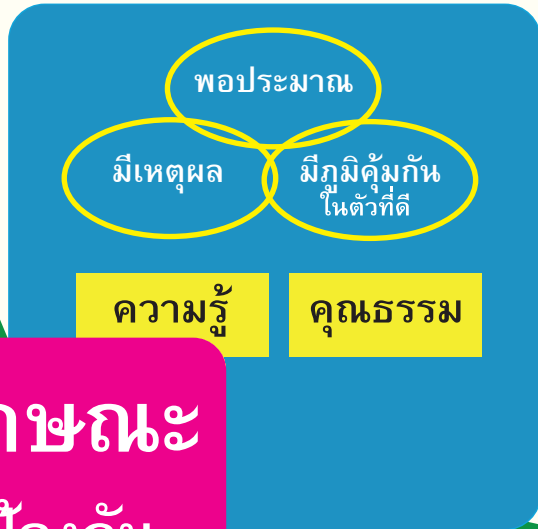 พอประมาณ
มีเหตุผล
มีภูมิคุ้มกัน
ในตัวที่ดี
ความรู้
คุณธรรม